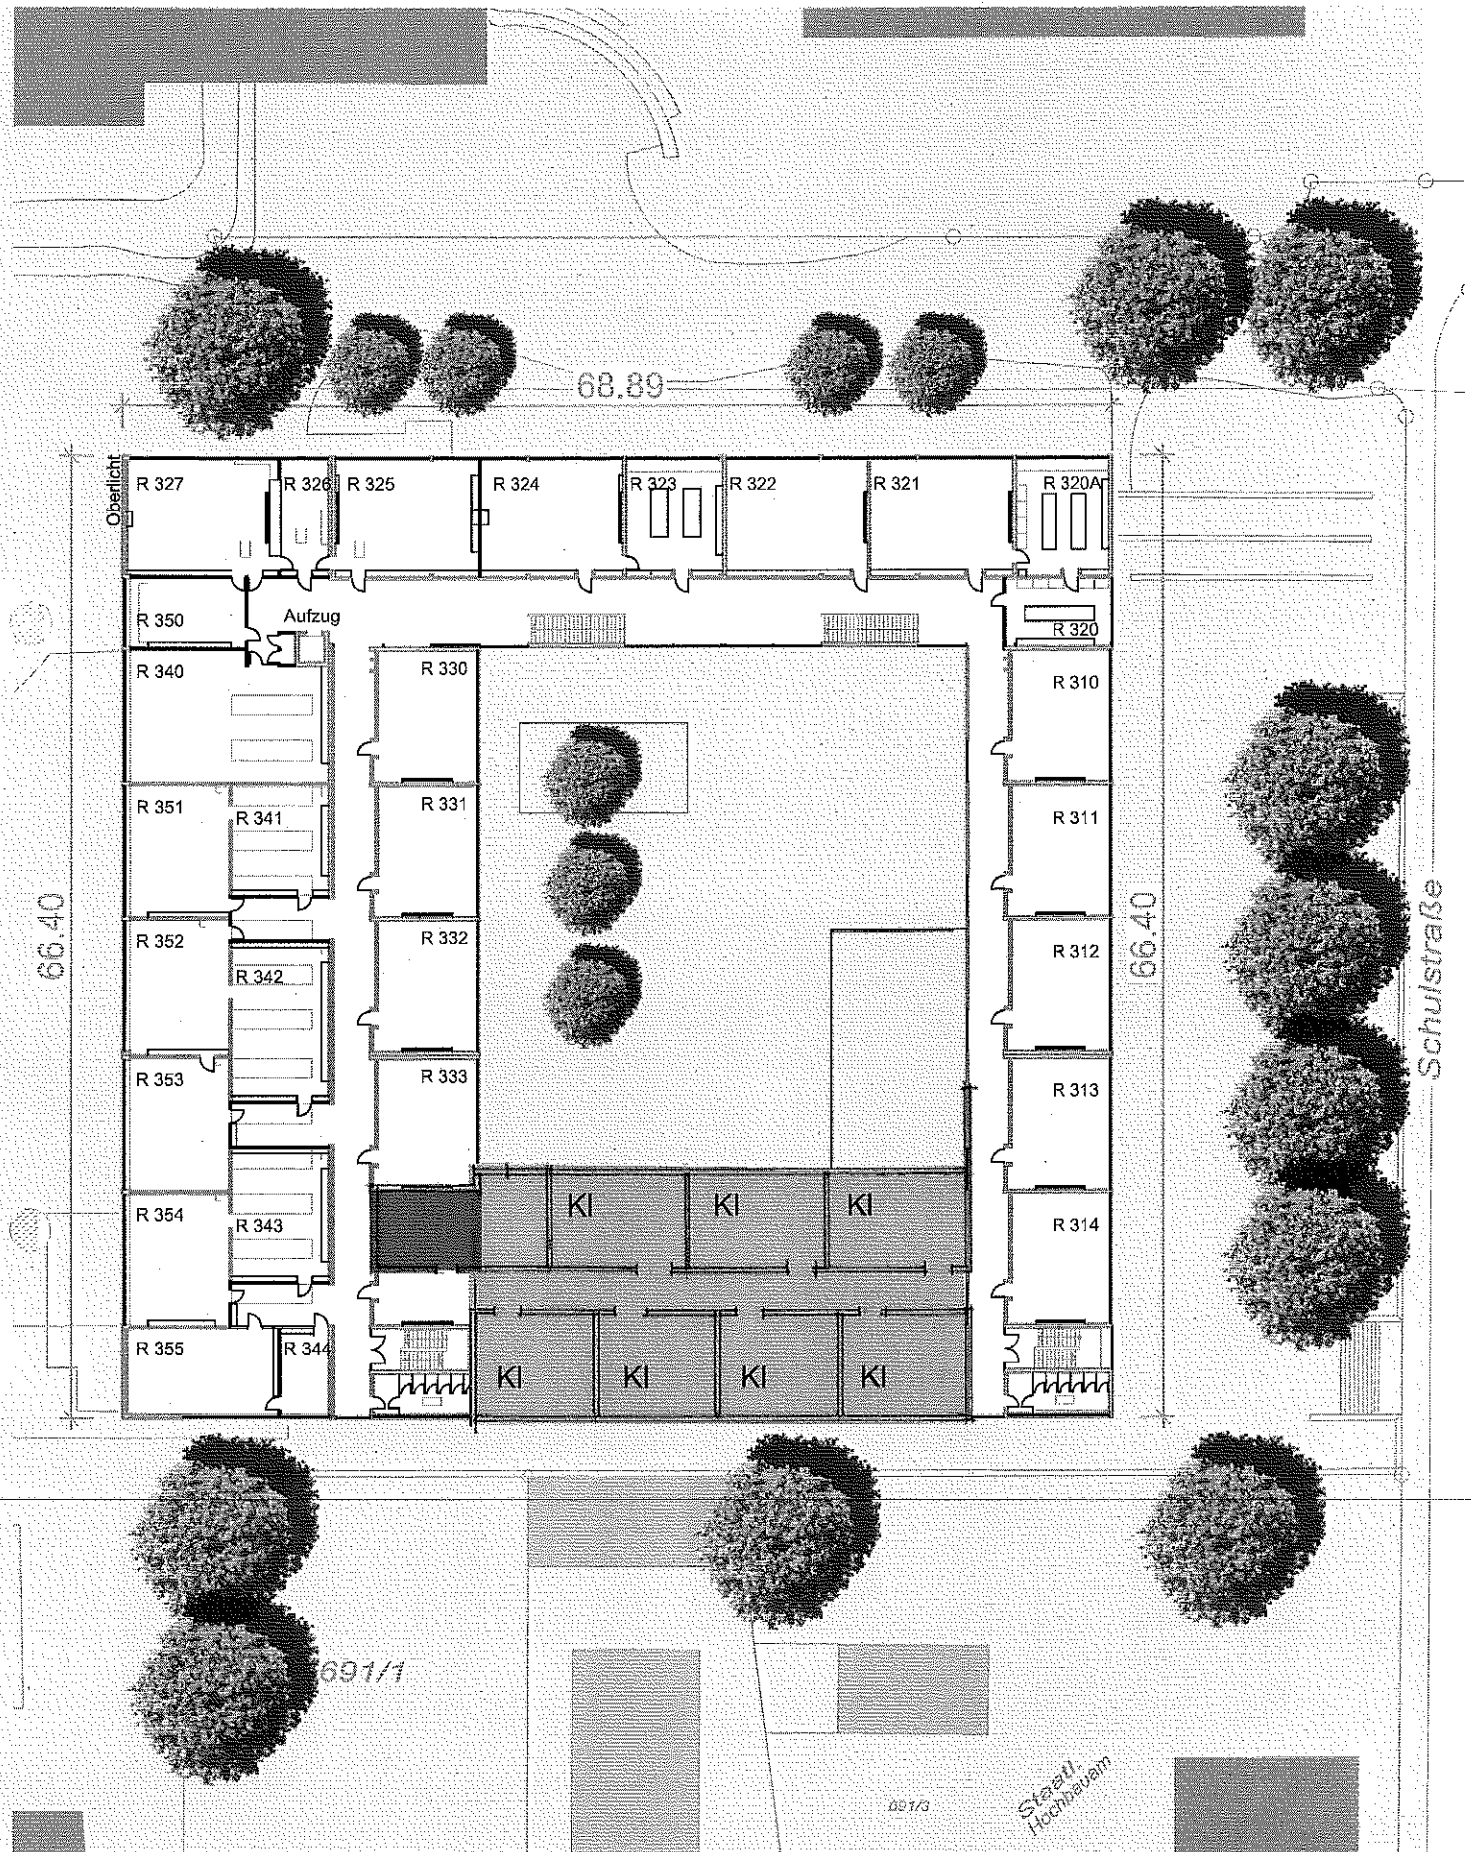 68.89
Oberlicht
R 327
R 326
R 325
R 324
R 323
R 322
R 321
R 320A
R 350
Aufzug
R 320
R 340
R 330
R 310
R 351
R 341
R 331
R 311
66.40
R 352
R 342
R 332
R 312
66.40
Schulstraße
R 353
R 333
R 313
R 354
R 343
KI
KI
KI
R 314
R 355
R 344
KI
KI
KI
KI
691/1
691/3
Staatl.
Hochbauam